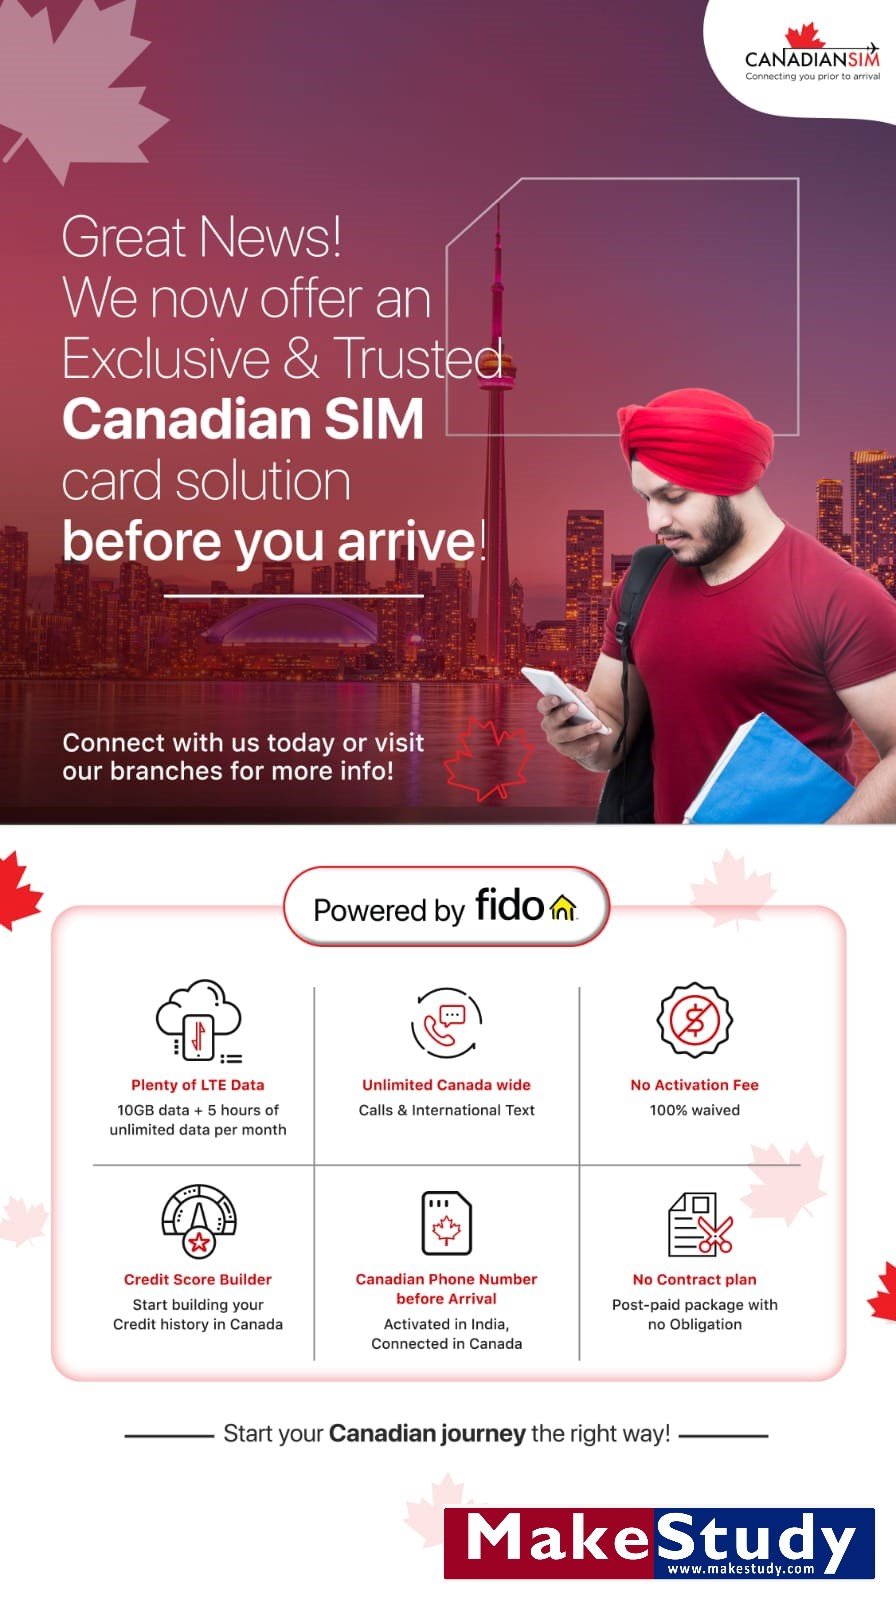 CANADIANSIM
Connecting you prior to arrival
Great News!
We now offer an
Exclusive & Trusted
Canadian SIM
card solution
before you arrive!
Connect with us today or visit
our branches for more info!
Powered by fido
Plenty of LTE Data
10GB data + 5 hours of
unlimited data per month
Unlimited Canada wide
Calls & International Text
No Activation Fee
100% waived
Credit Score Builder
Start building your
Credit history in Canada
Canadian Phone Number
before Arrival
Activated in India,
Connected in Canada
No Contract plan
Post-paid package with
no Obligation
Start your Canadian journey the right way!
MakeStudy
www.makestudy.com